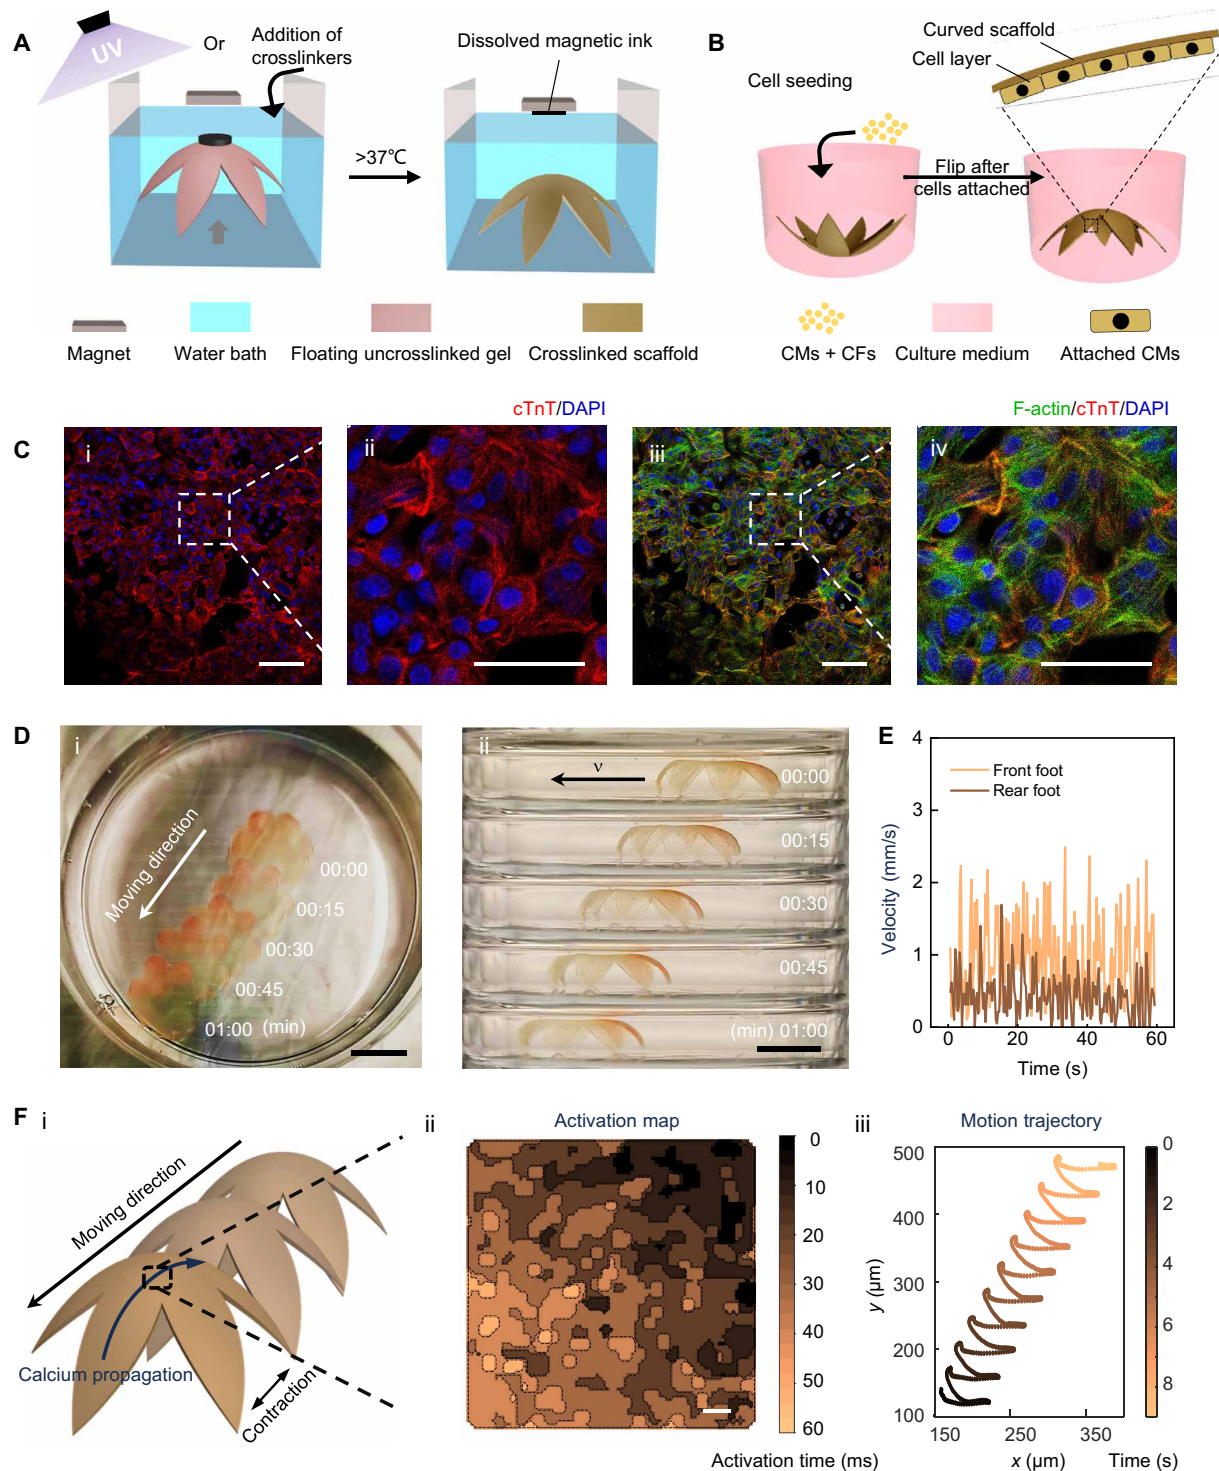 A
UV
Or
Addition of
crosslinkers
Dissolved magnetic ink
>37℃
Magnet
Water bath
Floating uncrosslinked gel
Crosslinked scaffold
B
Curved scaffold
Cell layer
Cell seeding
Flip after
cells attached
CMs + CFs
Culture medium
Attached CMs
C
cTnT/DAPI
F-actin/cTnT/DAPI
i
ii
iii
iv
D
i
Moving direction
00:00
00:15
00:30
00:45
01:00 (min)
ii
v
00:00
00:15
00:30
00:45
(min) 01:00
E
Velocity (mm/s)
4
3
2
1
0
Front foot
Rear foot
0
20
40
60
Time (s)
F
i
Moving direction
Calcium propagation
Contraction
ii
Activation map
0
10
20
30
40
50
60
Activation time (ms)
iii
Motion trajectory
y (µm)
500
400
300
200
100
150
250
350
x (µm)
0
2
4
6
8
Time (s)